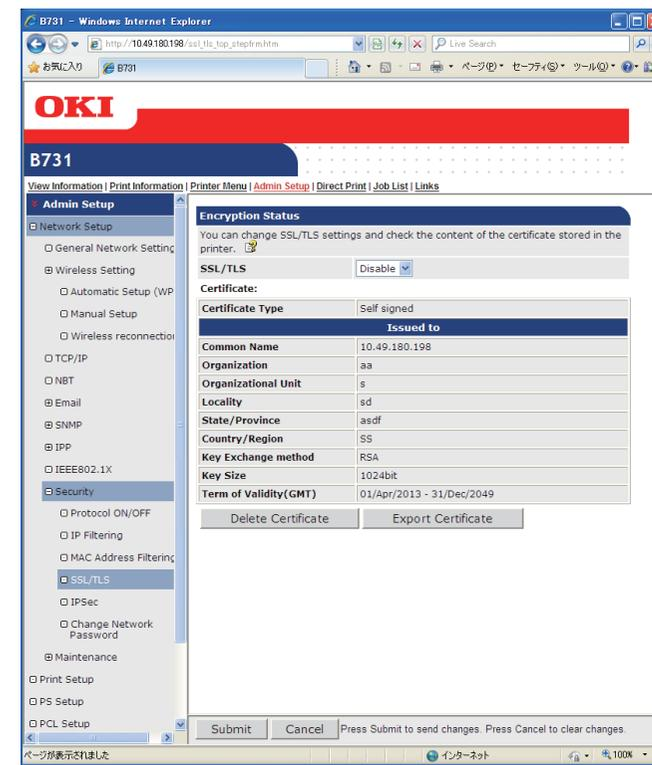 B731 - Windows Internet Explorer
http://10.49.180.198/ssl_tls_top_stepfrm.htm
Live Search
お気に入り
B731
ページ(P)
セーフティ(S)
ツール(O)
OKI
B731
View Information | Print Information | Printer Menu | Admin Setup | Direct Print | Job List | Links
Admin Setup
Network Setup
General Network Setting
Wireless Setting
Automatic Setup (WP
Manual Setup
Wireless reconnection
TCP/IP
NBT
Email
SNMP
IPP
IEEE802.1X
Security
Protocol ON/OFF
IP Filtering
MAC Address Filtering
SSL/TLS
IPSec
Change Network
Password
Maintenance
Print Setup
PS Setup
PCL Setup
Encryption Status
You can change SSL/TLS settings and check the content of the certificate stored in the
printer.
SSL/TLS Disable
Certificate:
Certificate Type Self signed
Issued to
Common Name 10.49.180.198
Organization aa
Organizational Unit s
Locality sd
State/Province asdf
Country/Region SS
Key Exchange method RSA
Key Size 1024bit
Term of Validity(GMT) 01/Apr/2013 - 31/Dec/2049
Delete Certificate Export Certificate
Submit Cancel Press Submit to send changes. Press Cancel to clear changes.
ページが表示されました
インターネット
100%